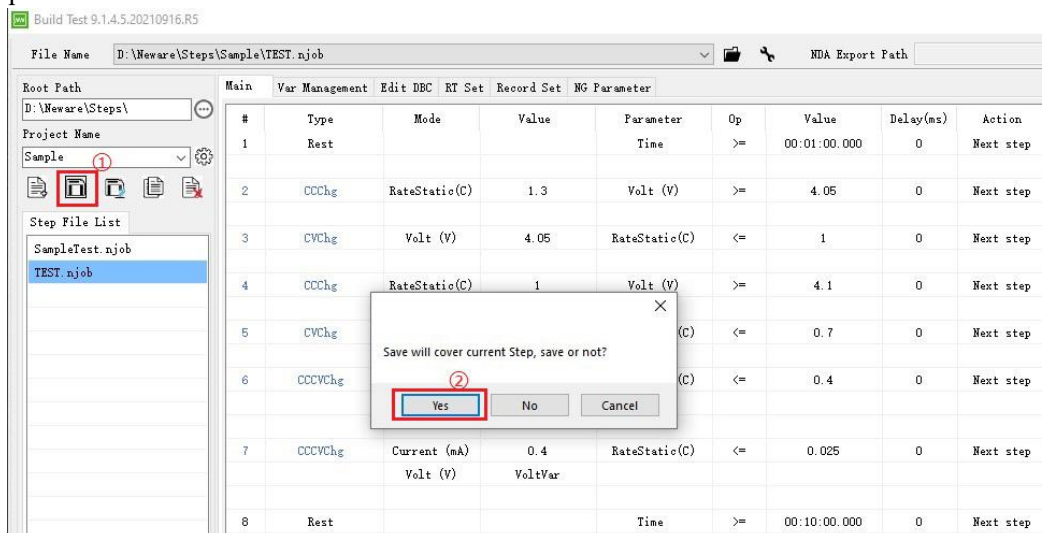 Build Test 9.1.4.5.20210916.R5
File Name D:\Neware\Steps\Sample\TEST.njob NDA Export Path
Root Path
D:\Neware\Steps\
Project Name
Sample
①
Step File List
SampleTest.njob
TEST.njob
Main Var Management Edit DBC RT Set Record Set NG Parameter
# Type Mode Value Parameter Op Value Delay(ms) Action
1 Rest Time >= 00:01:00.000 0 Next step
2 CCChg RateStatic(C) 1.3 Volt (V) >= 4.05 0 Next step
3 CVChg Volt (V) 4.05 RateStatic(C) <= 1 0 Next step
4 CCChg RateStatic(C) 1 Volt (V) >= 4.1 0 Next step
5 CVChg (C) <= 0.7 0 Next step
6 CCCVChg (C) <= 0.4 0 Next step
7 CCCVChg Current (mA) 0.4 RateStatic(C) <= 0.025 0 Next step
Volt (V) VoltVar
8 Rest Time >= 00:10:00.000 0 Next step
Save will cover current Step, save or not?
②
Yes No Cancel